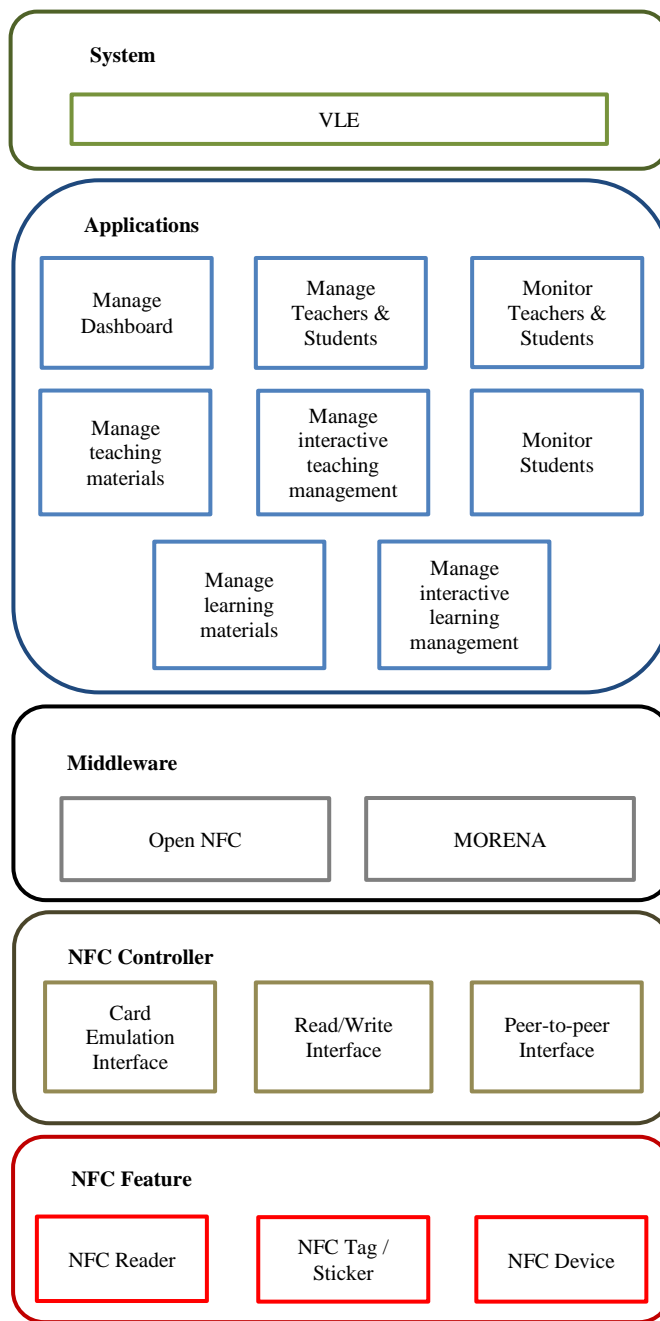 System
VLE
Applications
Manage
Dashboard
Manage
Teachers &
Students
Monitor
Teachers &
Students
Manage
teaching
materials
Manage
interactive
teaching
management
Monitor
Students
Manage
learning
materials
Manage
interactive
learning
management
Middleware
Open NFC
MORENA
NFC Controller
Card
Emulation
Interface
Read/Write
Interface
Peer-to-peer
Interface
NFC Feature
NFC Reader
NFC Tag /
Sticker
NFC Device